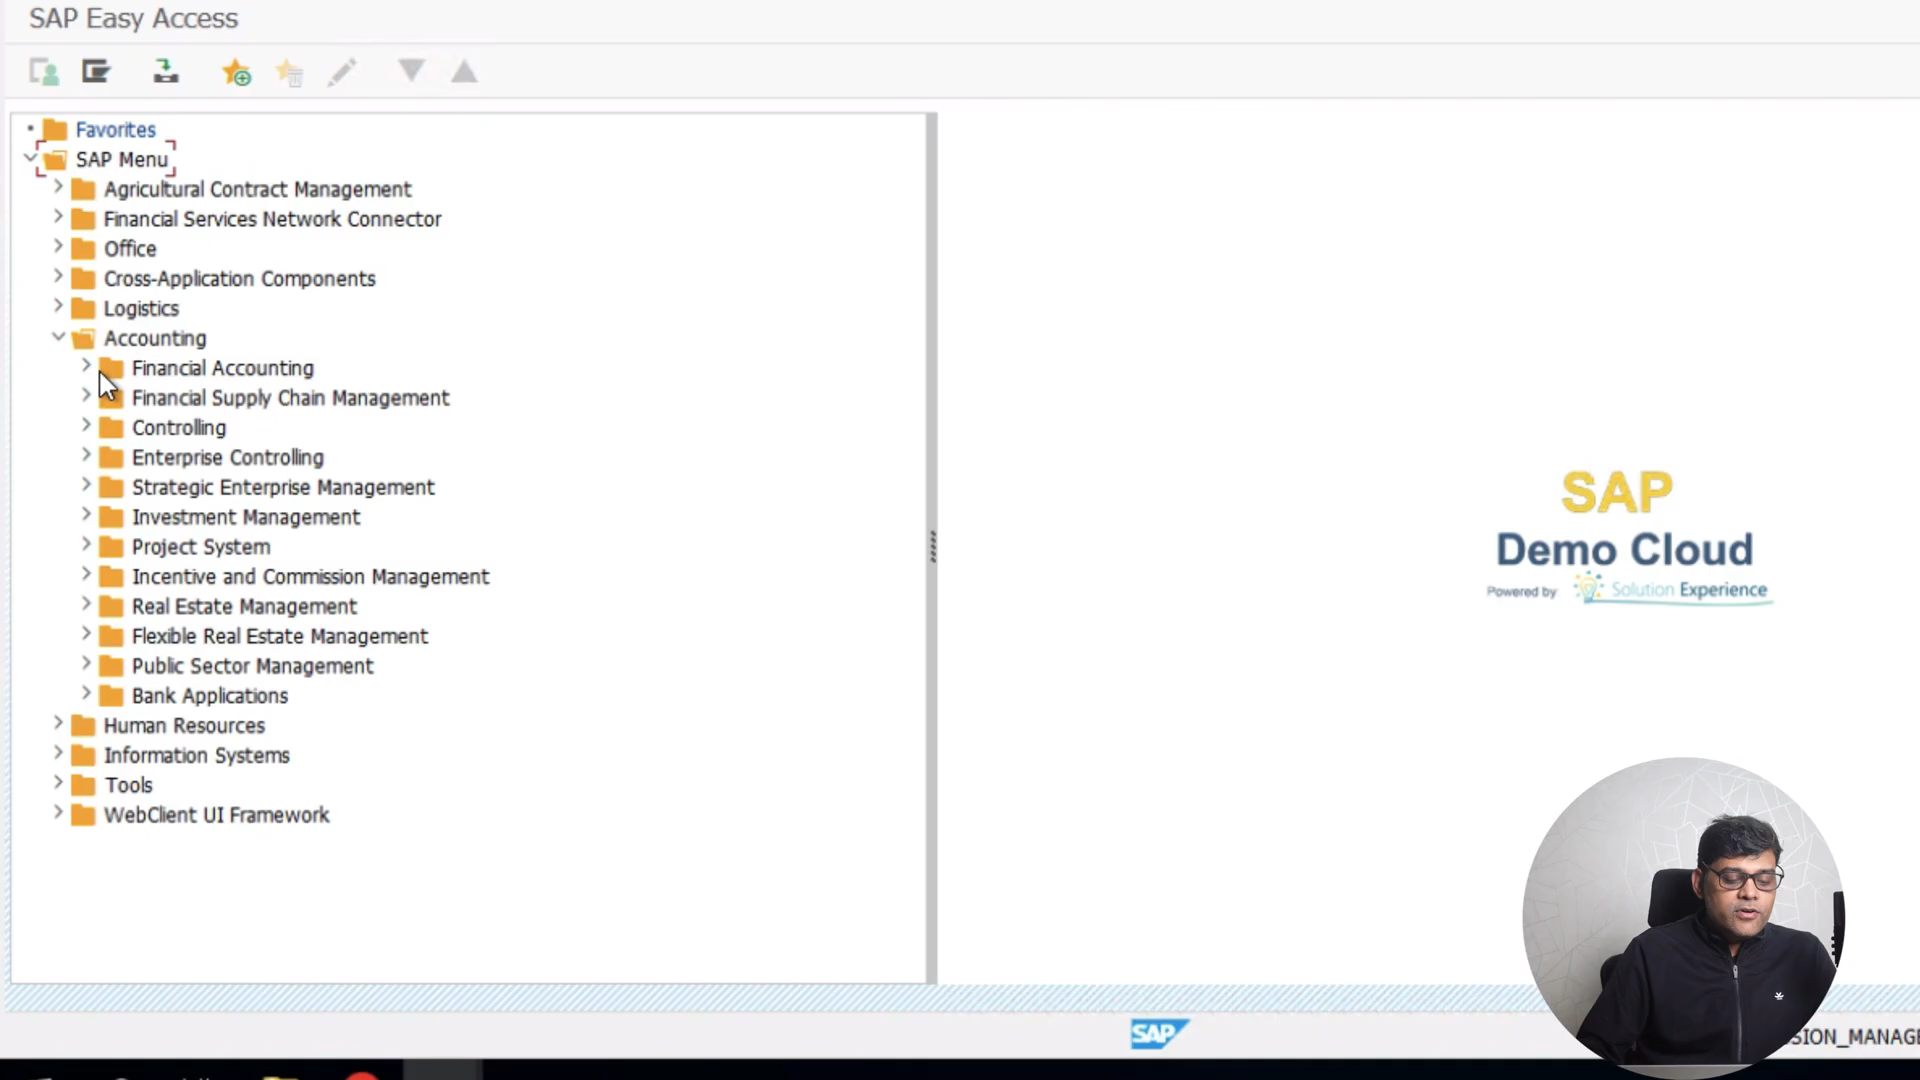 SAP Easy Access
Favorites
SAP Menu
Agricultural Contract Management
Financial Services Network Connector
Office
Cross-Application Components
Logistics
Accounting
Financial Accounting
Financial Supply Chain Management
Controlling
Enterprise Controlling
Strategic Enterprise Management
Investment Management
Project System
Incentive and Commission Management
Real Estate Management
Flexible Real Estate Management
Public Sector Management
Bank Applications
Human Resources
Information Systems
Tools
WebClient UI Framework
SAP
Demo Cloud
Powered by Solution Experience
SAP
SION_MANAGE